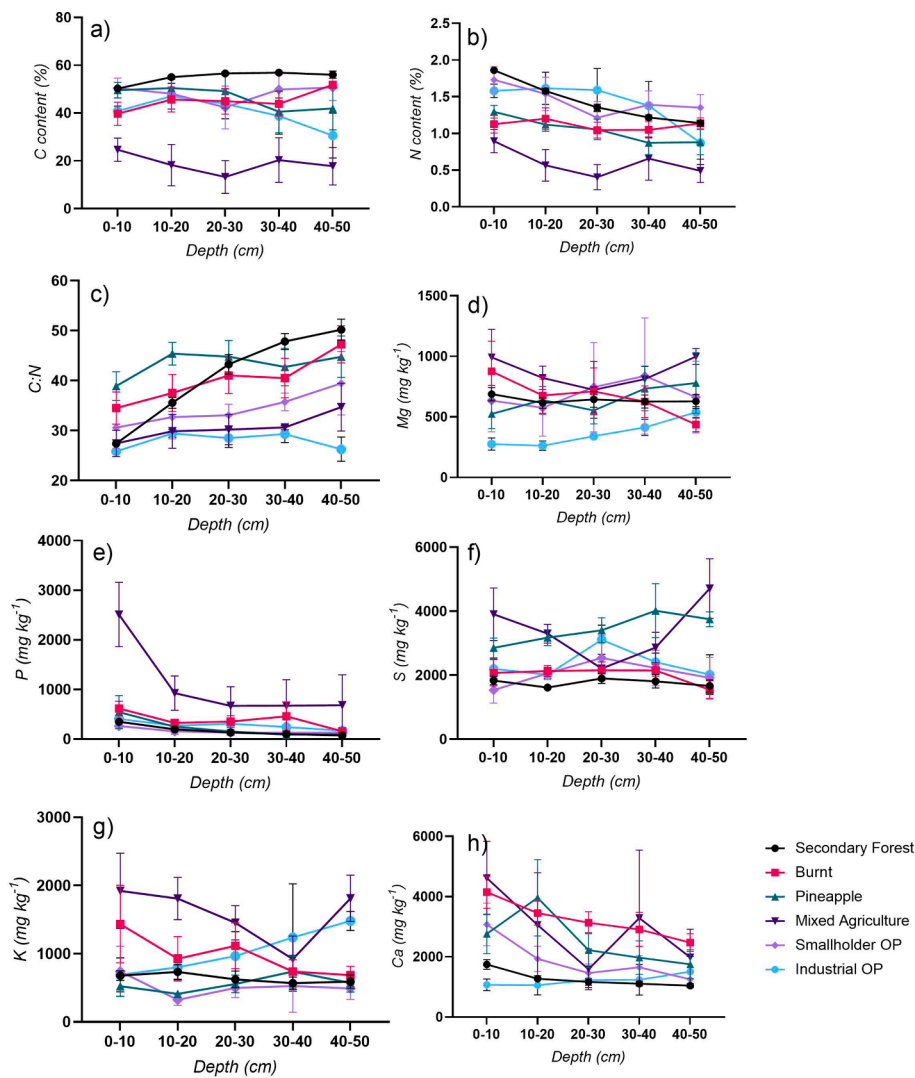 a)
C content (%)
80
60
40
20
0
0-10 10-20 20-30 30-40 40-50
Depth (cm)
b)
N content (%)
2.5
2.0
1.5
1.0
0.5
0.0
0-10 10-20 20-30 30-40 40-50
Depth (cm)
c)
C:N
60
50
40
30
20
0-10 10-20 20-30 30-40 40-50
Depth (cm)
d)
Mg (mg kg⁻¹)
1500
1000
500
0
0-10 10-20 20-30 30-40 40-50
Depth (cm)
e)
P (mg kg⁻¹)
4000
3000
2000
1000
0
0-10 10-20 20-30 30-40 40-50
Depth (cm)
f)
S (mg kg⁻¹)
6000
4000
2000
0
0-10 10-20 20-30 30-40 40-50
Depth (cm)
g)
K (mg kg⁻¹)
3000
2000
1000
0
0-10 10-20 20-30 30-40 40-50
Depth (cm)
h)
Ca (mg kg⁻¹)
6000
4000
2000
0
0-10 10-20 20-30 30-40 40-50
Depth (cm)
Secondary Forest
Burnt
Pineapple
Mixed Agriculture
Smallholder OP
Industrial OP